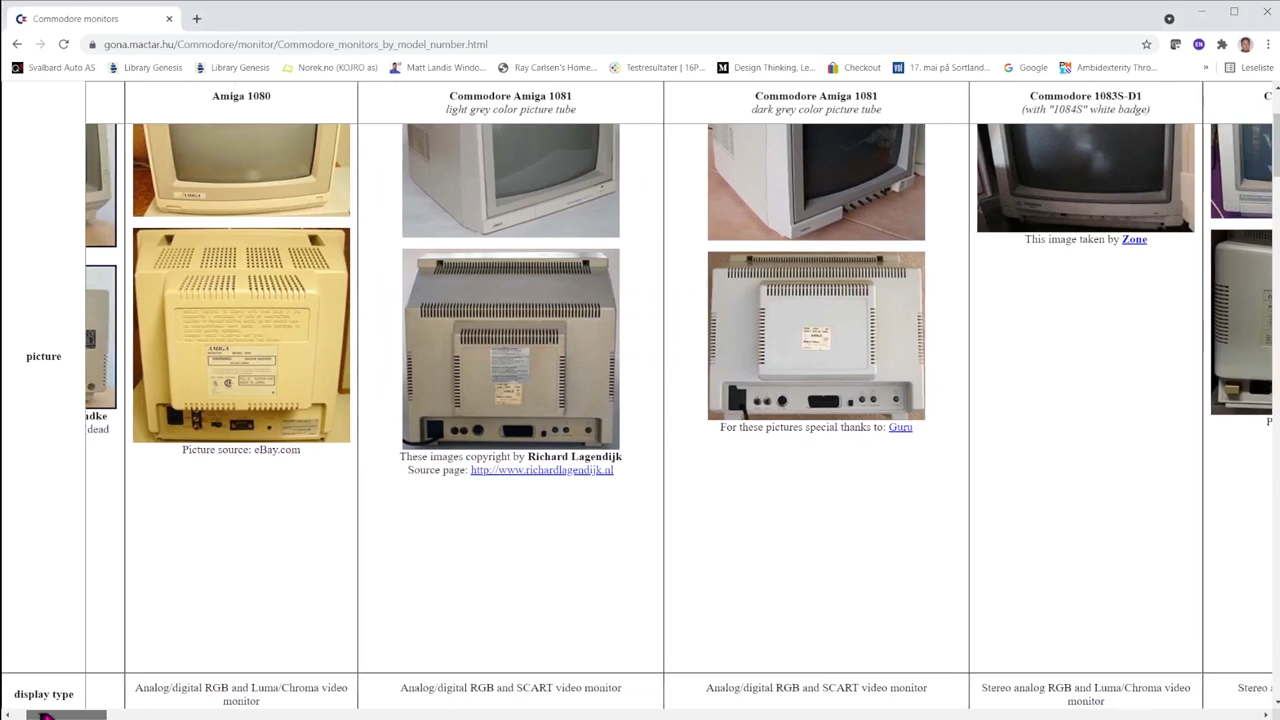 Commodore monitors
gona.mactar.hu/Commodore/monitor/Commodore_monitors_by_model_number.html
Svalbard Auto AS
Library Genesis
Library Genesis
Norek.no (KOJRO as)
Matt Landis Windo...
Ray Carlsen's Home...
Testresultater | 16P...
Design Thinking, Le...
Checkout
17. mai på Sortland...
Google
Ambidexterity Thro...
»
Leseliste
Amiga 1080
Commodore Amiga 1081
light grey color picture tube
Commodore Amiga 1081
dark grey color picture tube
Commodore 1083S-D1
(with "1084S" white badge)
C
picture
AMIGA
ndke
dead
Picture source: eBay.com
These images copyright by Richard Lagendijk
Source page: http://www.richardlagendijk.nl
For these pictures special thanks to: Guru
This image taken by Zone
P
display type
Analog/digital RGB and Luma/Chroma video
monitor
Analog/digital RGB and SCART video monitor
Analog/digital RGB and SCART video monitor
Stereo analog RGB and Luma/Chroma video
monitor
Stereo a